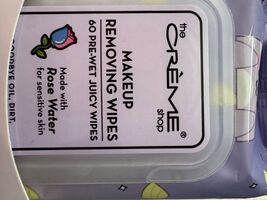 the
CRÈME
shop®
MAKEUP
REMOVING WIPES
60 PRE-WET JUICY WIPES
Made with
Rose Water
for sensitive skin
GOODBYE OIL, DIRT,